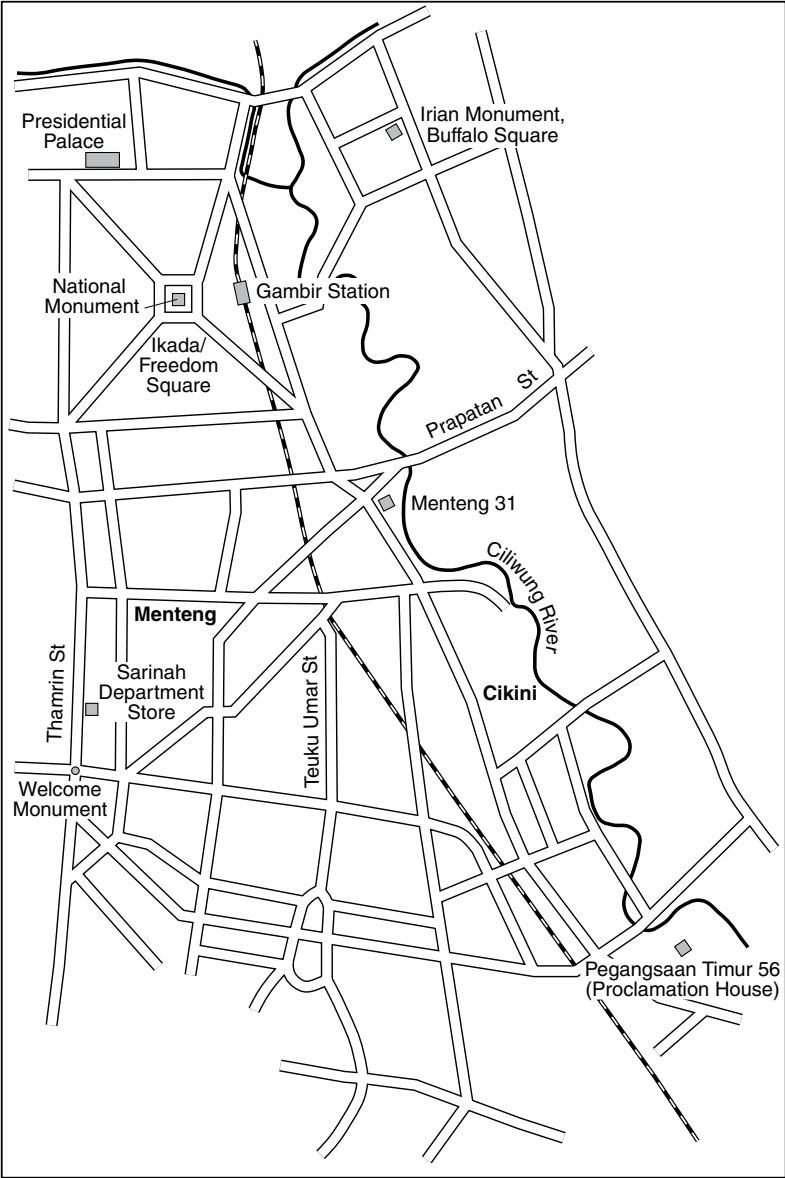 Presidential
Palace
Irian Monument,
Buffalo Square
National
Monument
Gambir Station
Ikada/
Freedom
Square
Prapatan St
Menteng 31
Ciliwung River
Menteng
Thamrin St
Sarinah
Department
Store
Teuku Umar St
Cikini
Welcome
Monument
Pegangsaan Timur 56
(Proclamation House)